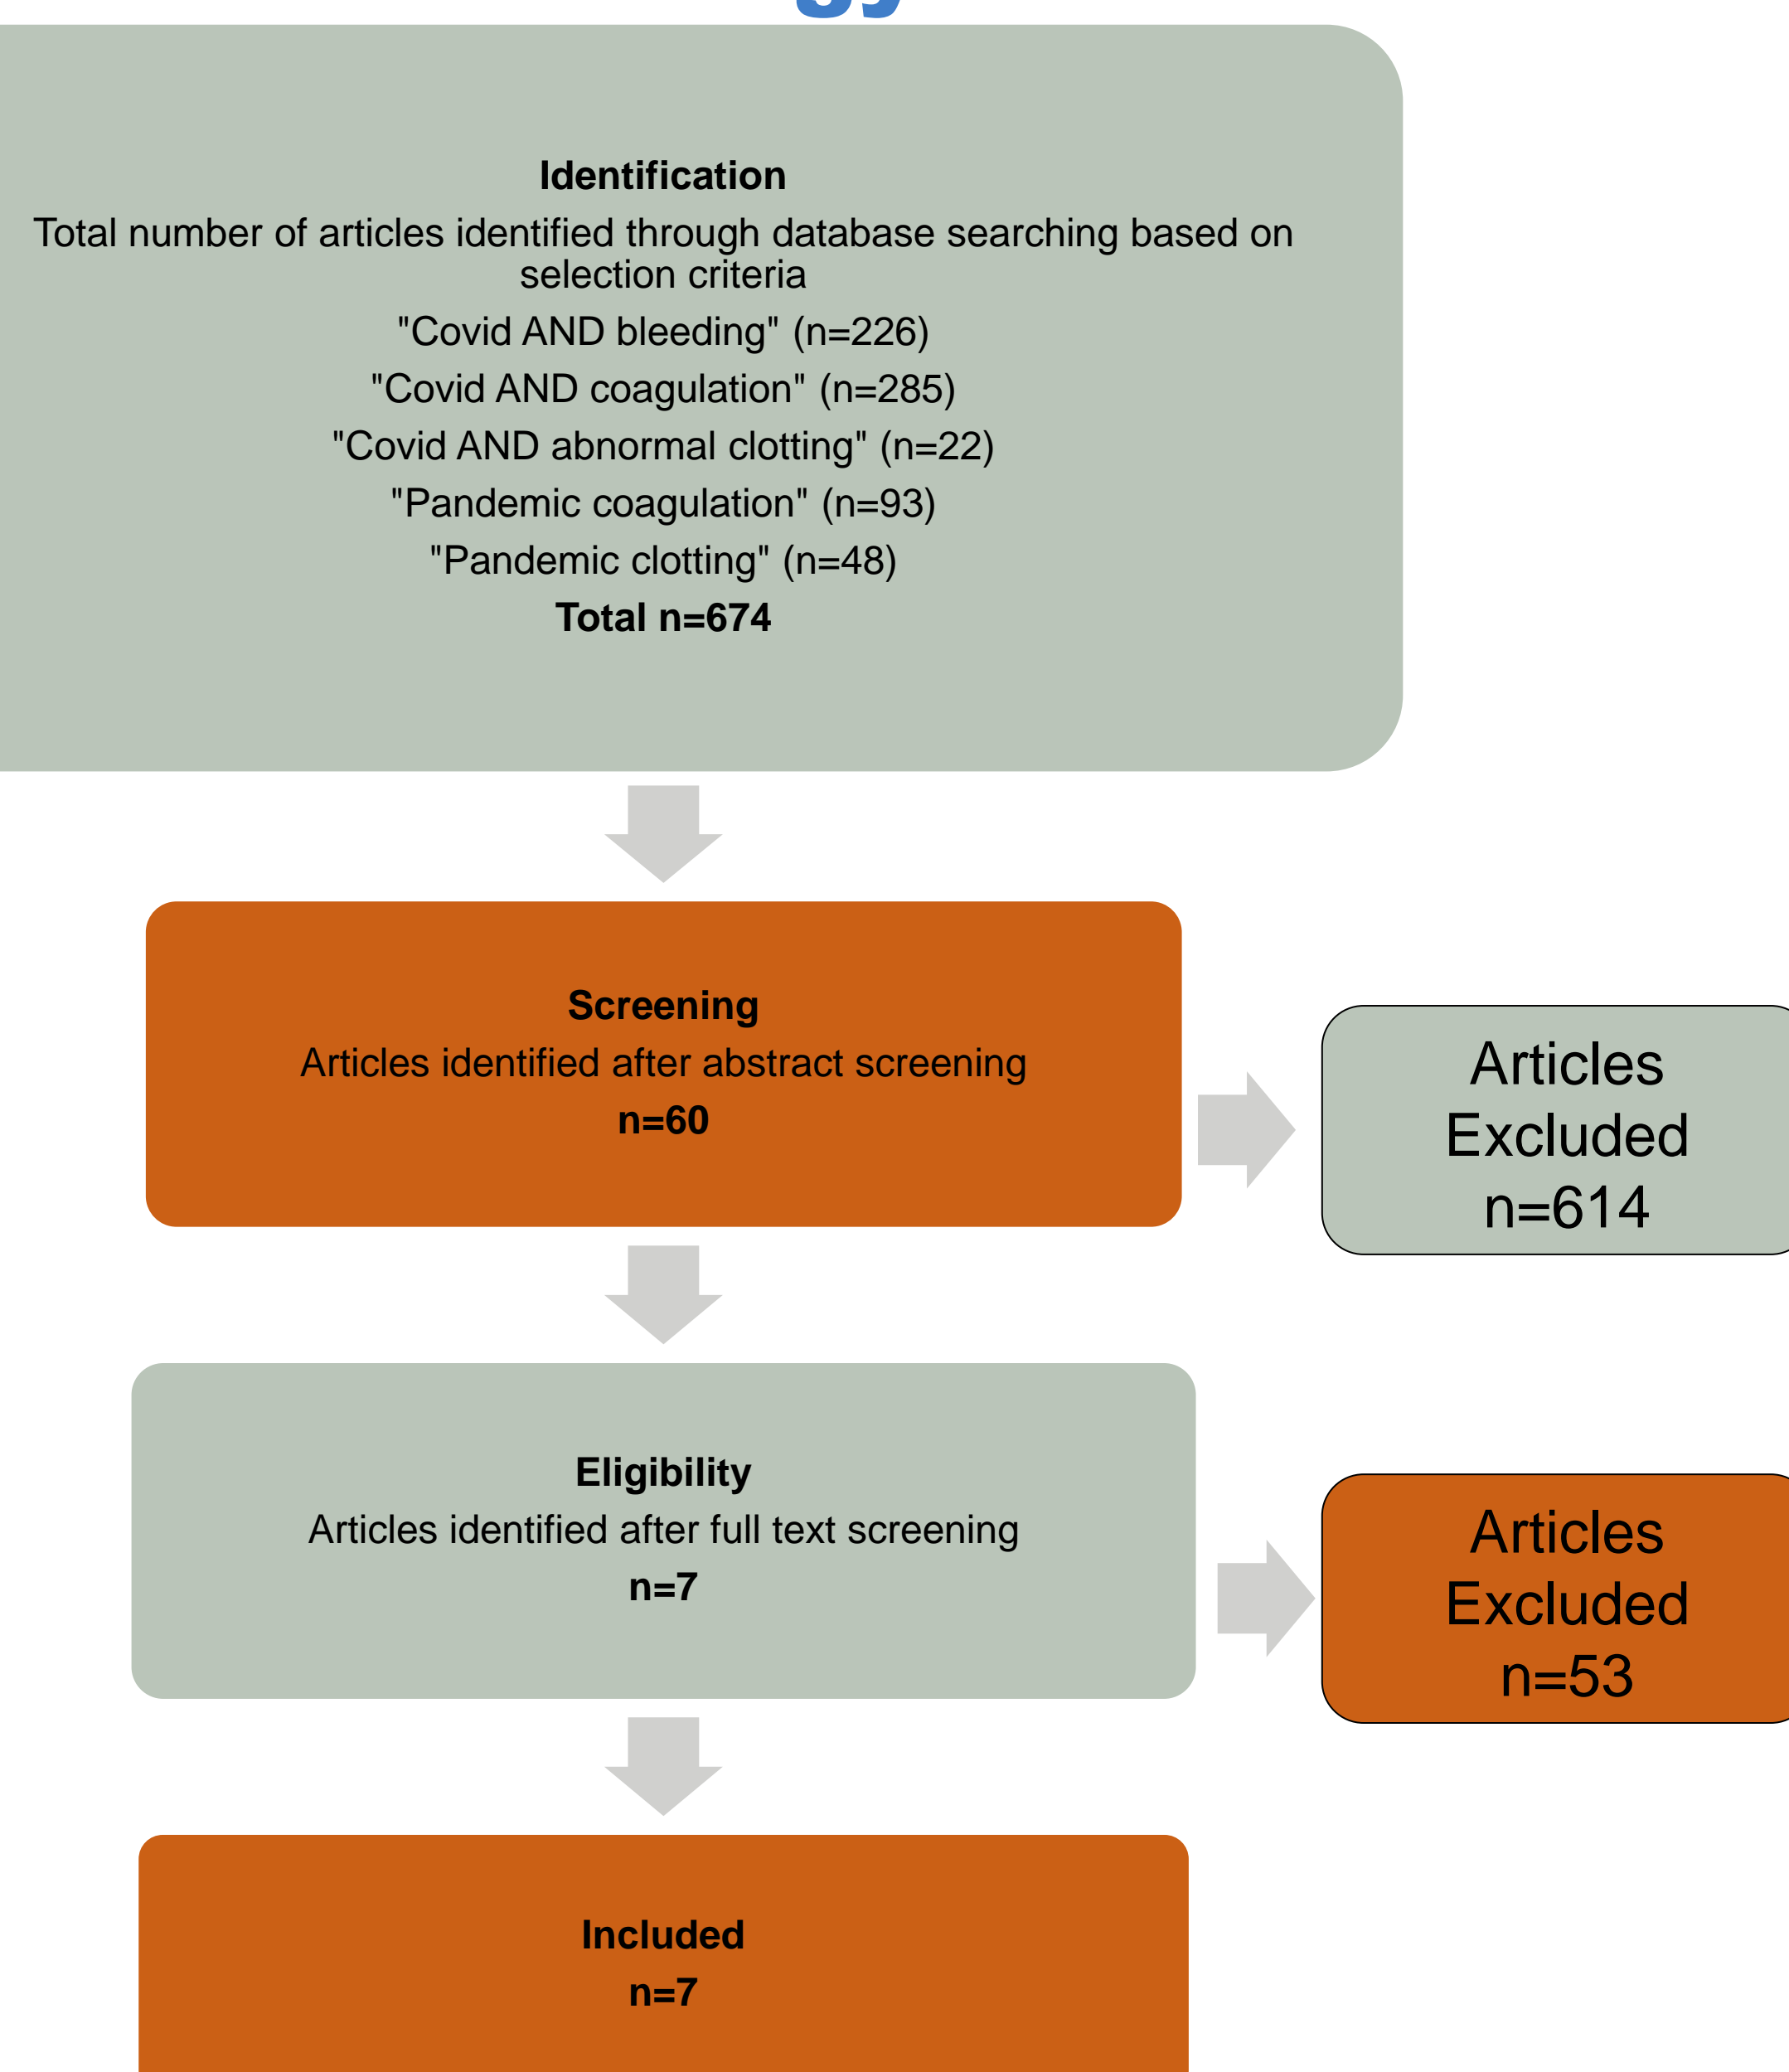 gy
Identification
Total number of articles identified through database searching based on
selection criteria
"Covid AND bleeding" (n=226)
"Covid AND coagulation" (n=285)
"Covid AND abnormal clotting" (n=22)
"Pandemic coagulation" (n=93)
"Pandemic clotting" (n=48)
Total n=674
Screening
Articles identified after abstract screening
n=60
Articles
Excluded
n=614
Eligibility
Articles identified after full text screening
n=7
Articles
Excluded
n=53
Included
n=7